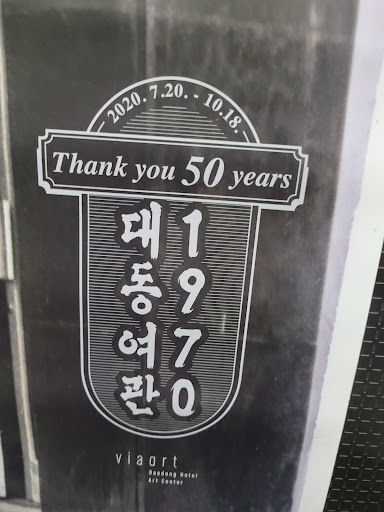 2020. 7.20. - 10.18.
Thank you 50 years
대동여관
1970
viaart
Daedong Hotel
Art Center